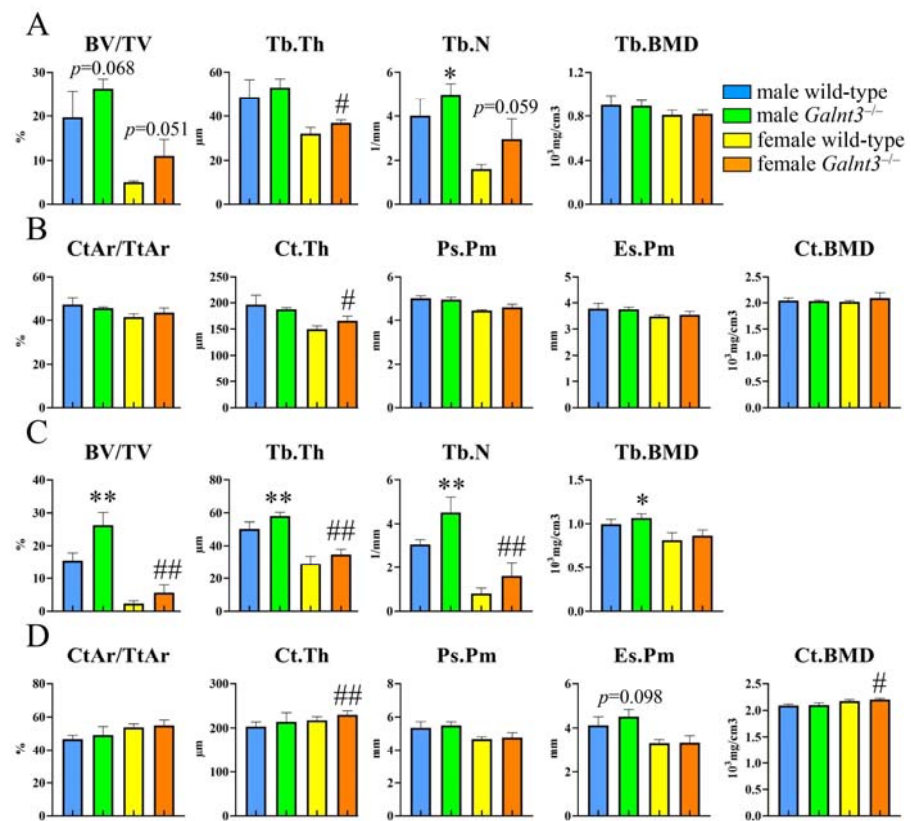 A
BV/TV
Tb.Th
Tb.N
Tb.BMD
30
20
10
0
%
p=0.068
p=0.051
60
40
20
0
µm
#
6
4
2
0
1/mm
*
p=0.059
1.2
0.8
0.4
0.0
10³mg/cm3
male wild-type
male Galnt3⁻/⁻
female wild-type
female Galnt3⁻/⁻
B
CtAr/TtAr
Ct.Th
Ps.Pm
Es.Pm
Ct.BMD
60
40
20
0
%
250
200
150
100
50
0
µm
#
6
4
2
0
mm
5
4
3
2
1
0
mm
2.5
2.0
1.5
1.0
0.5
0.0
10³mg/cm3
C
BV/TV
Tb.Th
Tb.N
Tb.BMD
40
30
20
10
0
%
**
##
80
60
40
20
0
µm
**
##
6
4
2
0
1/mm
**
##
1.5
1.0
0.5
0.0
10³mg/cm3
*
D
CtAr/TtAr
Ct.Th
Ps.Pm
Es.Pm
Ct.BMD
80
60
40
20
0
%
300
200
100
0
µm
##
8
6
4
2
0
mm
6
4
2
0
mm
p=0.098
2.5
2.0
1.5
1.0
0.5
0.0
10³mg/cm3
#